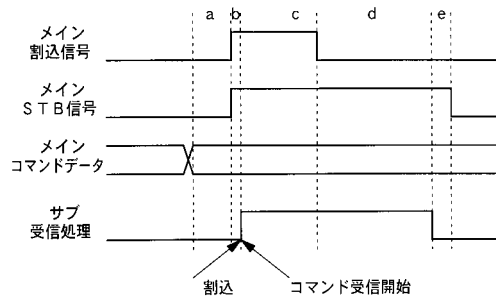 a b c d e
メイン
割込信号
メイン
ＳＴＢ信号
メイン
コマンドデータ
サブ
受信処理
割込 コマンド受信開始